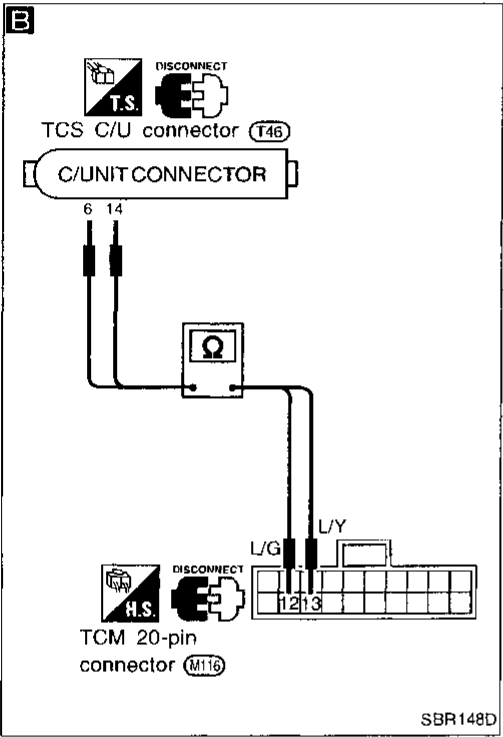 B
DISCONNECT
T.S.
TCS C/U connector T46
C/UNIT CONNECTOR
6 14
Ω
L/Y
L/G
DISCONNECT
12 13
H.S.
TCM 20-pin
connector M116
SBR148D